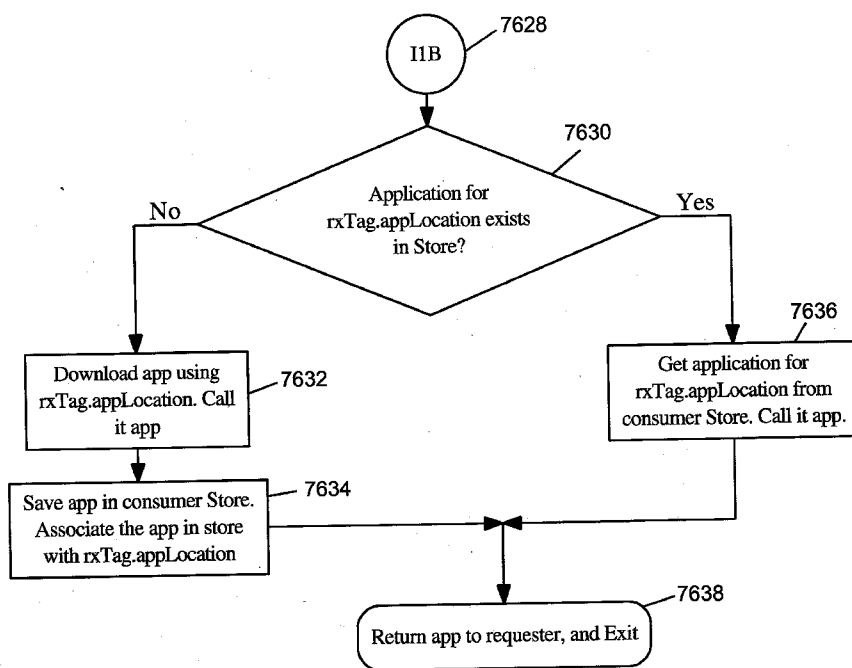 I1B
7628
7630
Application for
rxTag.appLocation exists
in Store?
No
Yes
7636
Download app using
rxTag.appLocation. Call
it app
7632
Get application for
rxTag.appLocation from
consumer Store. Call it app.
7634
Save app in consumer Store.
Associate the app in store
with rxTag.appLocation
7638
Return app to requester, and Exit